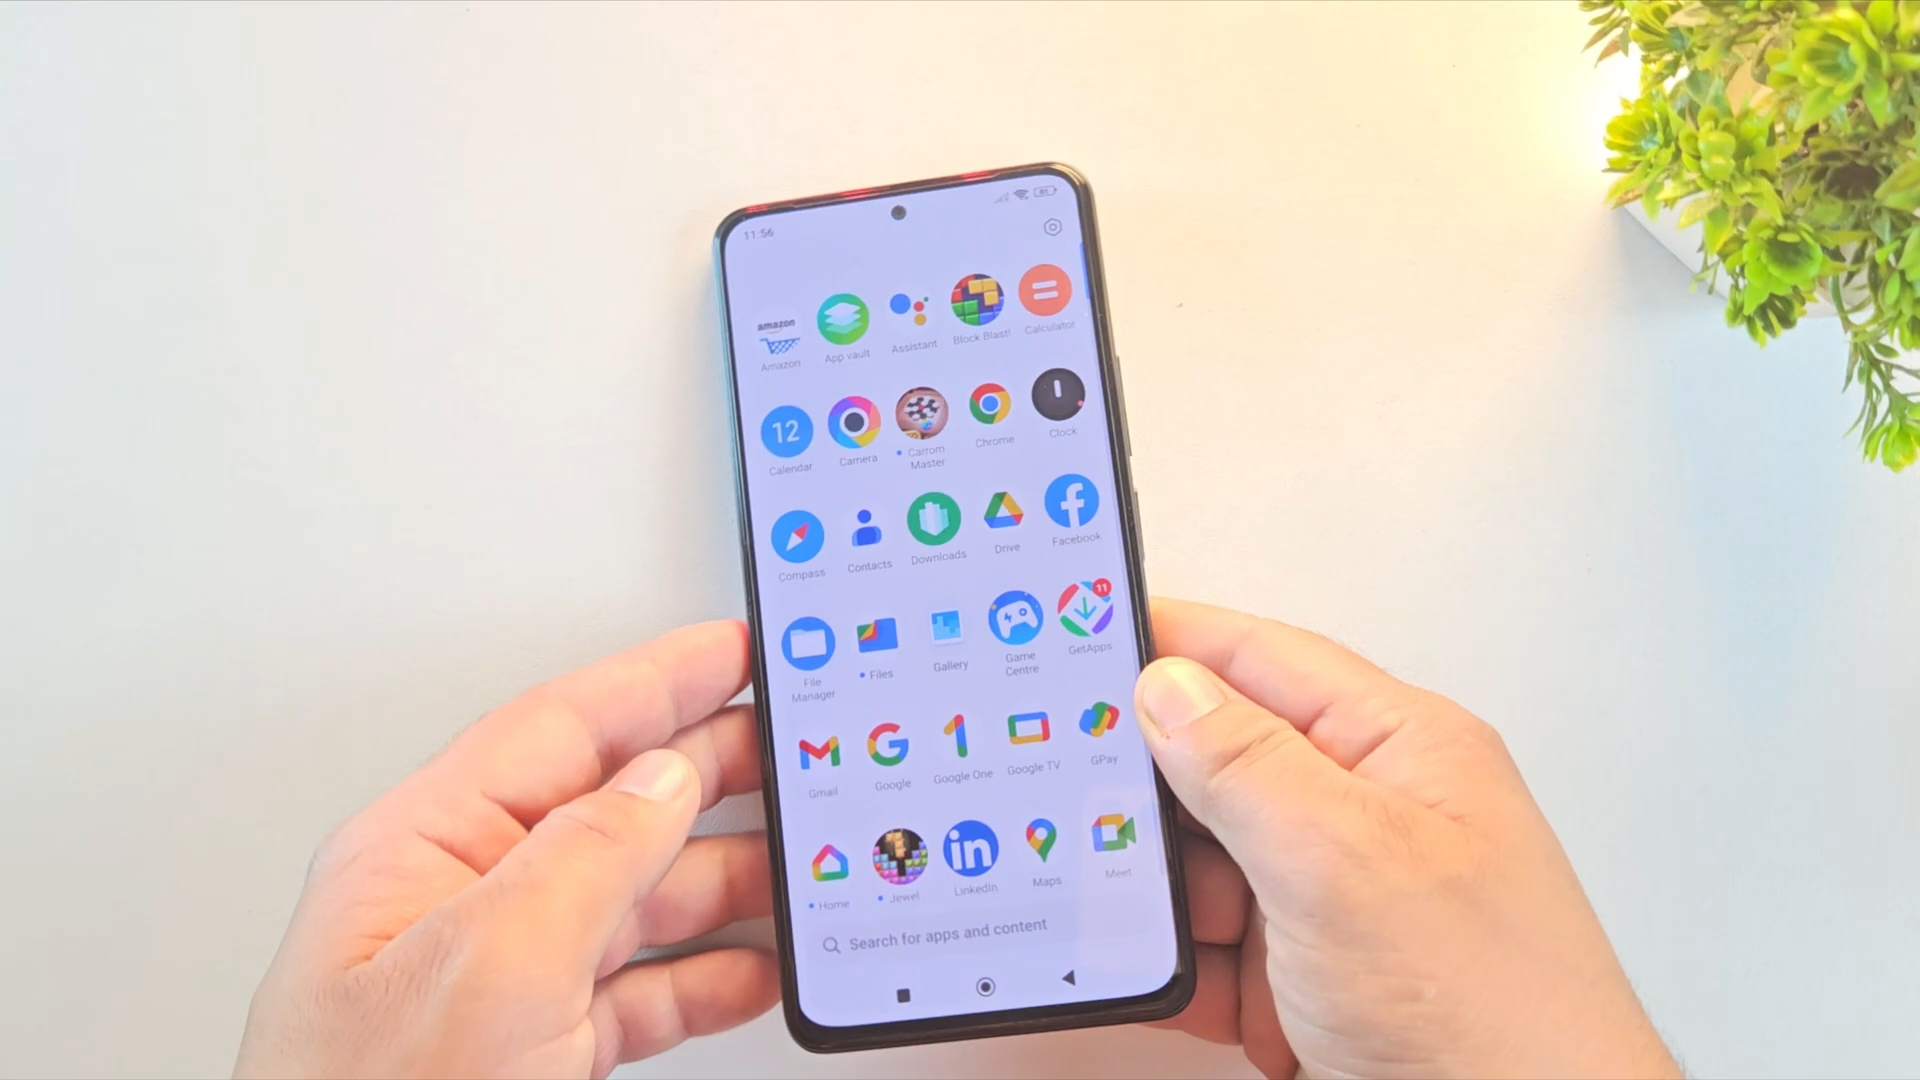 11:56
81
amazon
Amazon
App vault
Assistant
Block Blast!
Calculator
12
Calendar
Camera
Carrom
Master
Chrome
Clock
Compass
Contacts
Downloads
Drive
Facebook
File
Manager
Files
Gallery
Game
Centre
11
GetApps
Gmail
Google
Google One
Google TV
GPay
Home
Jewel
in
LinkedIn
Maps
Meet
Search for apps and content